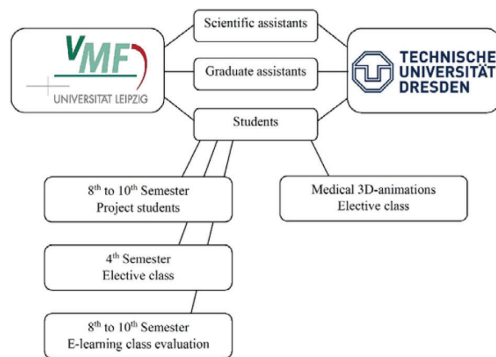 Scientific assistants
VMF
UNIVERSITÄT LEIPZIG
Graduate assistants
TECHNISCHE
UNIVERSITÄT
DRESDEN
Students
8th to 10th Semester
Project students
Medical 3D-animations
Elective class
4th Semester
Elective class
8th to 10th Semester
E-learning class evaluation